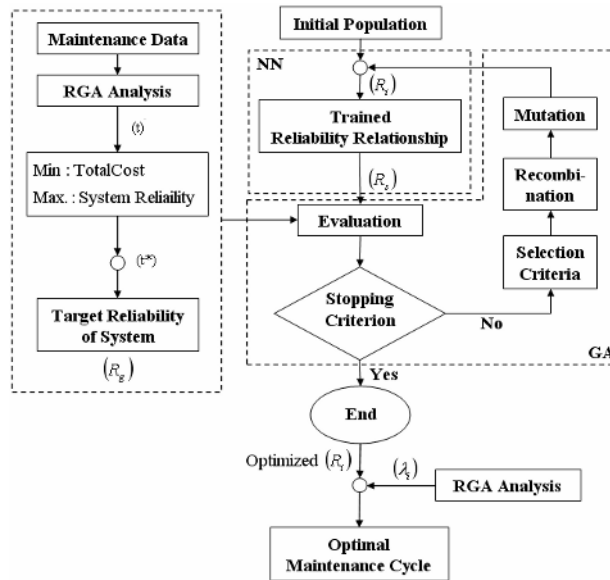 Maintenance Data
RGA Analysis
(t)
Min : TotalCost
Max. : System Reliaility
(t*)
Target Reliability
of System
(R_g)
Initial Population
NN
(R_i)
Trained
Reliability Relationship
(R_s)
Evaluation
Stopping
Criterion
No
Yes
Mutation
Recombi-
nation
Selection
Criteria
GA
End
Optimized (R_i)
(λ_i)
RGA Analysis
Optimal
Maintenance Cycle